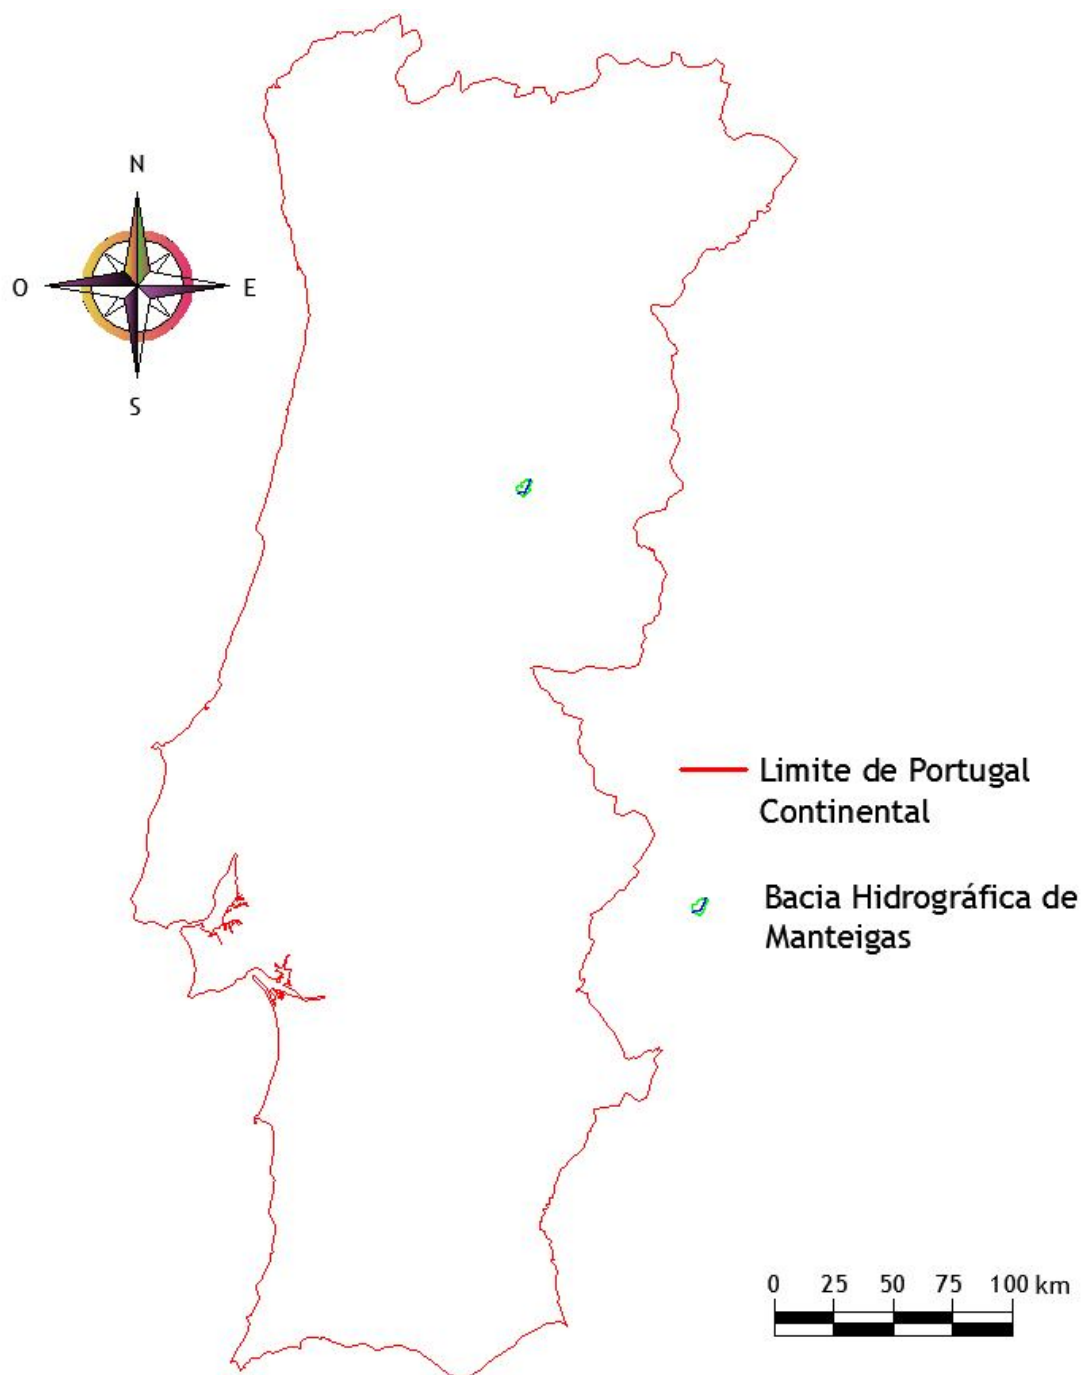 N
O
E
S
Limite de Portugal
Continental
Bacia Hidrográfica de
Manteigas
0 25 50 75 100 km